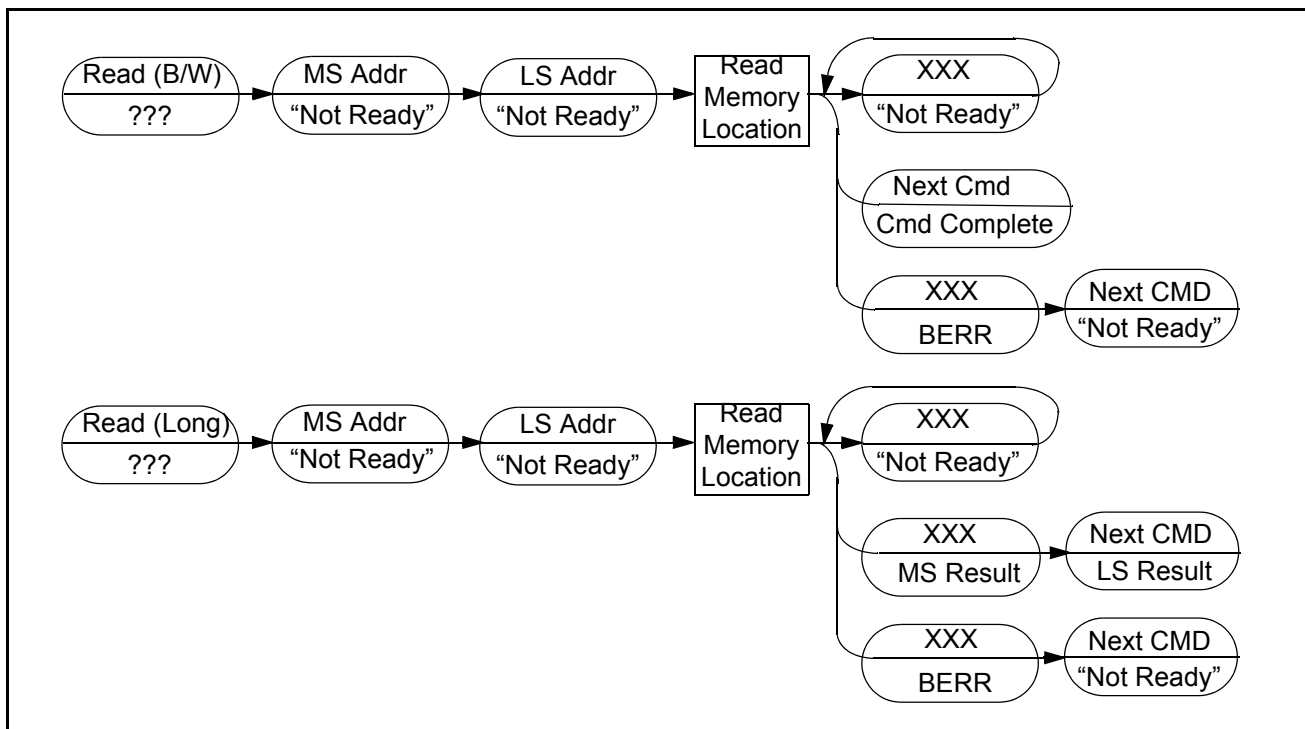 Read (B/W)
???
MS Addr
“Not Ready”
LS Addr
“Not Ready”
Read
Memory
Location
XXX
“Not Ready”
Next Cmd
Cmd Complete
XXX
BERR
Next CMD
“Not Ready”
Read (Long)
???
MS Addr
“Not Ready”
LS Addr
“Not Ready”
Read
Memory
Location
XXX
“Not Ready”
XXX
MS Result
Next CMD
LS Result
XXX
BERR
Next CMD
“Not Ready”